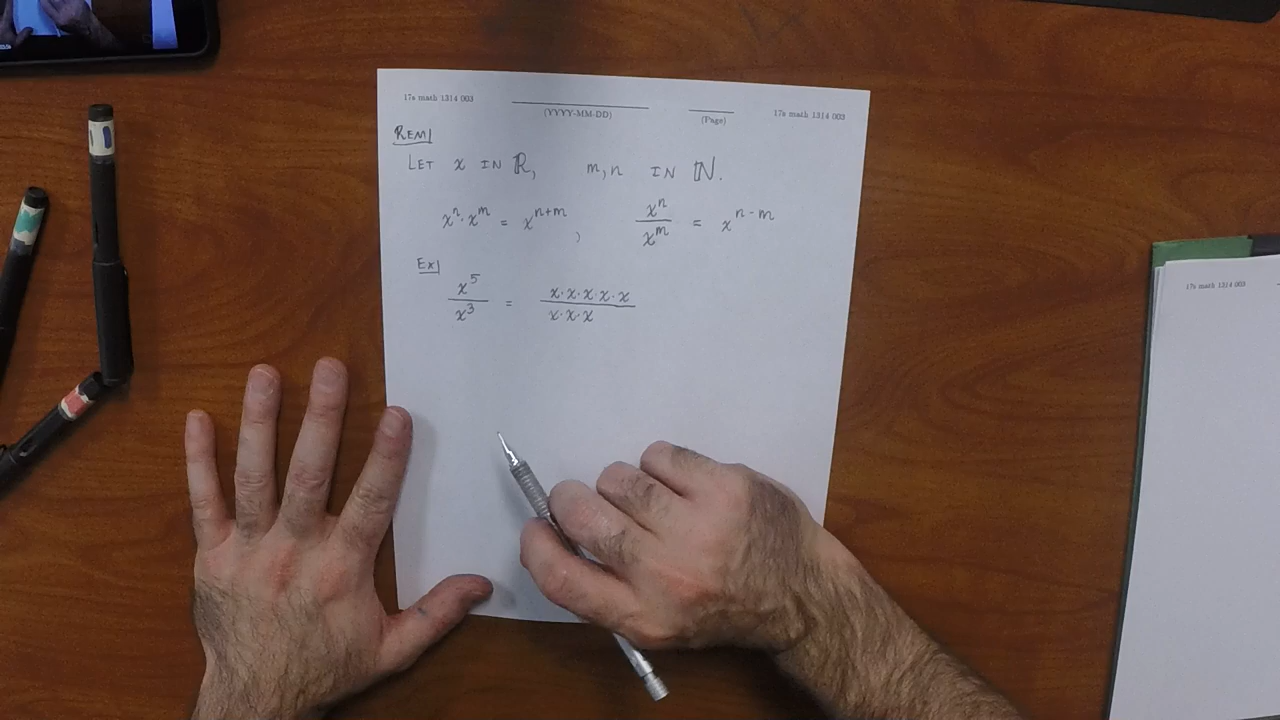 17s math 1314 003 (YYYY-MM-DD) (Page) 17s math 1314 003
REM
LET x IN ℝ, m,n IN ℕ.
xⁿ·xᵐ = xⁿ⁺ᵐ, xⁿ/xᵐ = xⁿ⁻ᵐ
EX
x⁵/x³ = x·x·x·x·x/x·x·x
17s math 1314 003